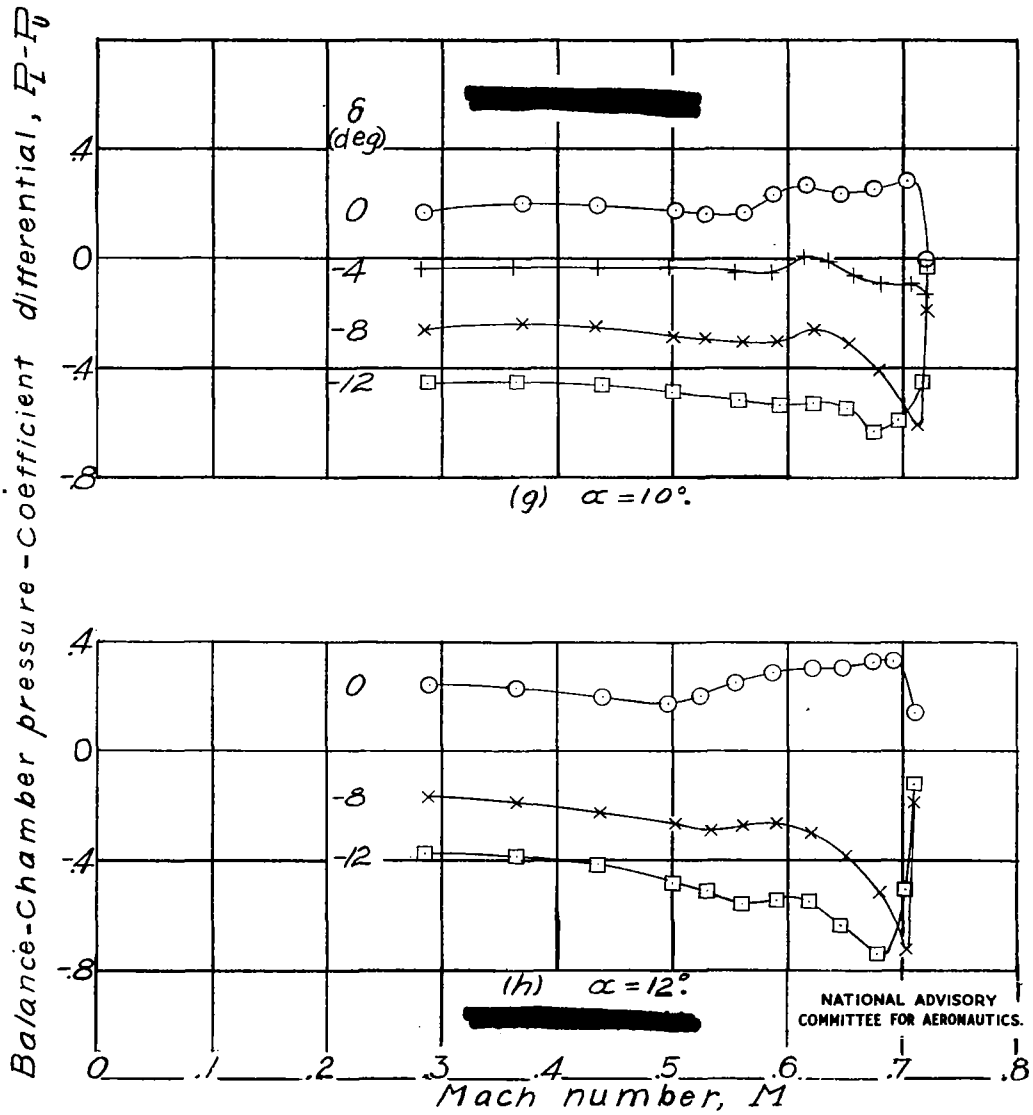 Balance-Chamber pressure-Coefficient differential, P_L-P_U
δ
(deg)
.4
0
0
-4
-8
-.4
-12
-.8
(g) α = 10°.
.4
0
0
-8
-12
-.4
-.8
(h) α = 12°.
NATIONAL ADVISORY
COMMITTEE FOR AERONAUTICS.
0 .1 .2 .3 .4 .5 .6 .7 .8
Mach number, M